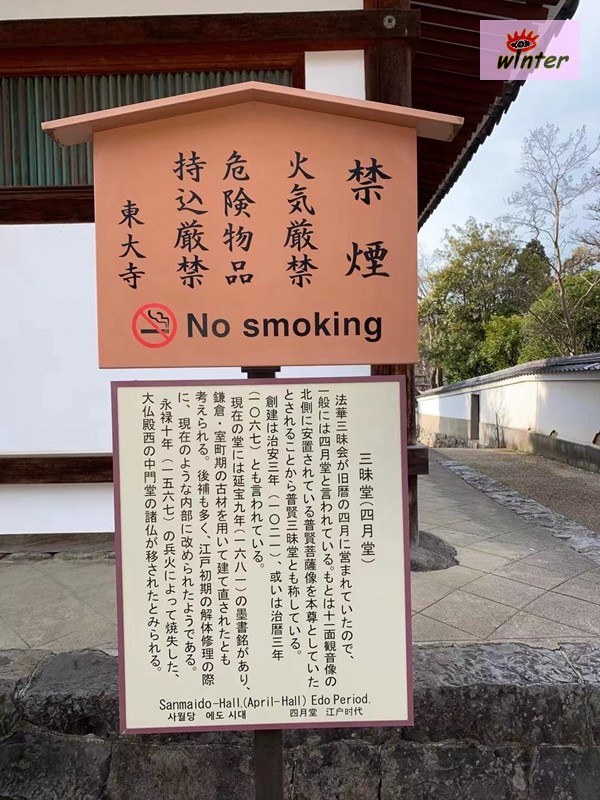 winter
禁煙
火気厳禁
危険物品
持込厳禁
東大寺
No smoking
三昧堂(四月堂)
法華三昧会が旧暦の四月に営まれていたので、
一般には四月堂と言われている。もとは十一面観音像の
北側に安置されている普賢菩薩像を本尊としていた
とされることから普賢三昧堂とも称している。
創建は治安三年(一〇二一)、或いは治暦三年
(一〇六七)とも言われている。
現在の堂には延宝九年(一六八一)の墨書銘があり、
鎌倉・室町期の古材を用いて建て直されたとも
考えられる。後補も多く、江戸初期の解体修理の際
に、現在のような内部に改められたようである。
永禄十年(一五六七)の兵火によって焼失した、
大仏殿西の中門堂の諸仏が移されたとみられる。
Sanmaido-Hall.(April-Hall) Edo Period.
사월당 에도 시대 四月堂 江户时代